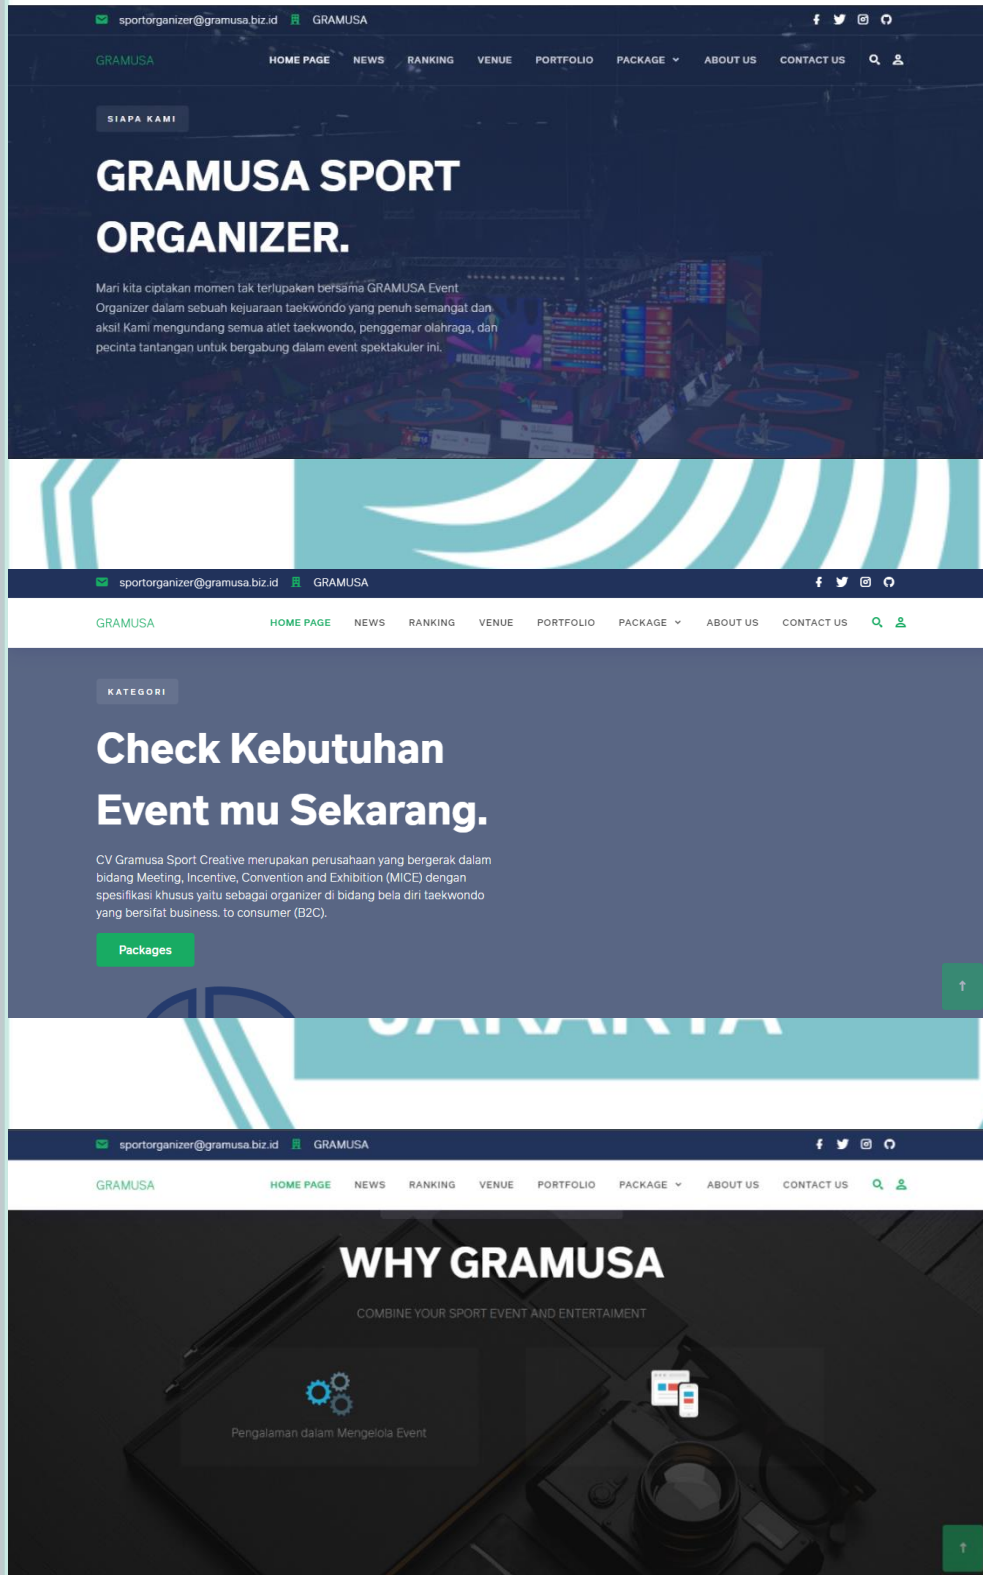 sportorganizer@gramusa.biz.id GRAMUSA
GRAMUSA HOME PAGE NEWS RANKING VENUE PORTFOLIO PACKAGE ABOUT US CONTACT US
SIAPA KAMI
GRAMUSA SPORT
ORGANIZER.
Mari kita ciptakan momen tak terlupakan bersama GRAMUSA Event
Organizer dalam sebuah kejuaraan taekwondo yang penuh semangat dan
aksi! Kami mengundang semua atlet taekwondo, penggemar olahraga, dan
pecinta tantangan untuk bergabung dalam event spektakuler ini.
#KICKINGFORGLORY
sportorganizer@gramusa.biz.id GRAMUSA
GRAMUSA HOME PAGE NEWS RANKING VENUE PORTFOLIO PACKAGE ABOUT US CONTACT US
KATEGORI
Check Kebutuhan
Event mu Sekarang.
CV Gramusa Sport Creative merupakan perusahaan yang bergerak dalam
bidang Meeting, Incentive, Convention and Exhibition (MICE) dengan
spesifikasi khusus yaitu sebagai organizer di bidang bela diri taekwondo
yang bersifat business. to consumer (B2C).
Packages
JAKARTA
sportorganizer@gramusa.biz.id GRAMUSA
GRAMUSA HOME PAGE NEWS RANKING VENUE PORTFOLIO PACKAGE ABOUT US CONTACT US
WHY GRAMUSA
COMBINE YOUR SPORT EVENT AND ENTERTAIMENT
Pengalaman dalam Mengelola Event